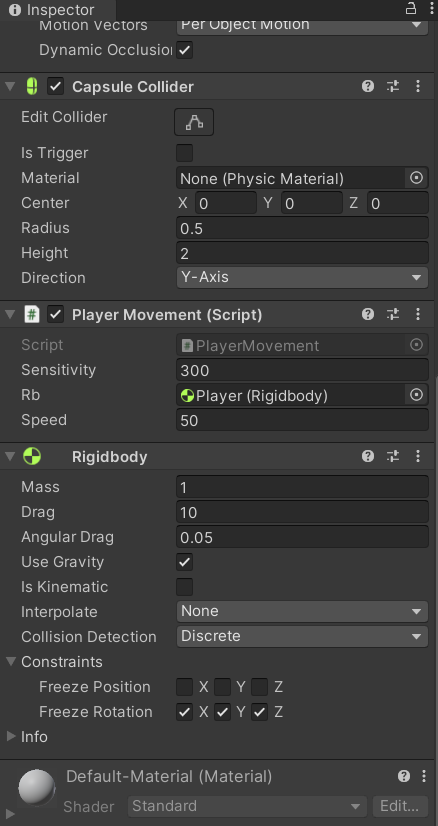 Inspector
Motion Vectors Per Object Motion
Dynamic Occlusion
Capsule Collider
Edit Collider
Is Trigger
Material None (Physic Material)
Center X 0 Y 0 Z 0
Radius 0.5
Height 2
Direction Y-Axis
# Player Movement (Script)
Script # PlayerMovement
Sensitivity 300
Rb Player (Rigidbody)
Speed 50
Rigidbody
Mass 1
Drag 10
Angular Drag 0.05
Use Gravity
Is Kinematic
Interpolate None
Collision Detection Discrete
Constraints
Freeze Position X Y Z
Freeze Rotation X Y Z
Info
Default-Material (Material)
Shader Standard Edit...